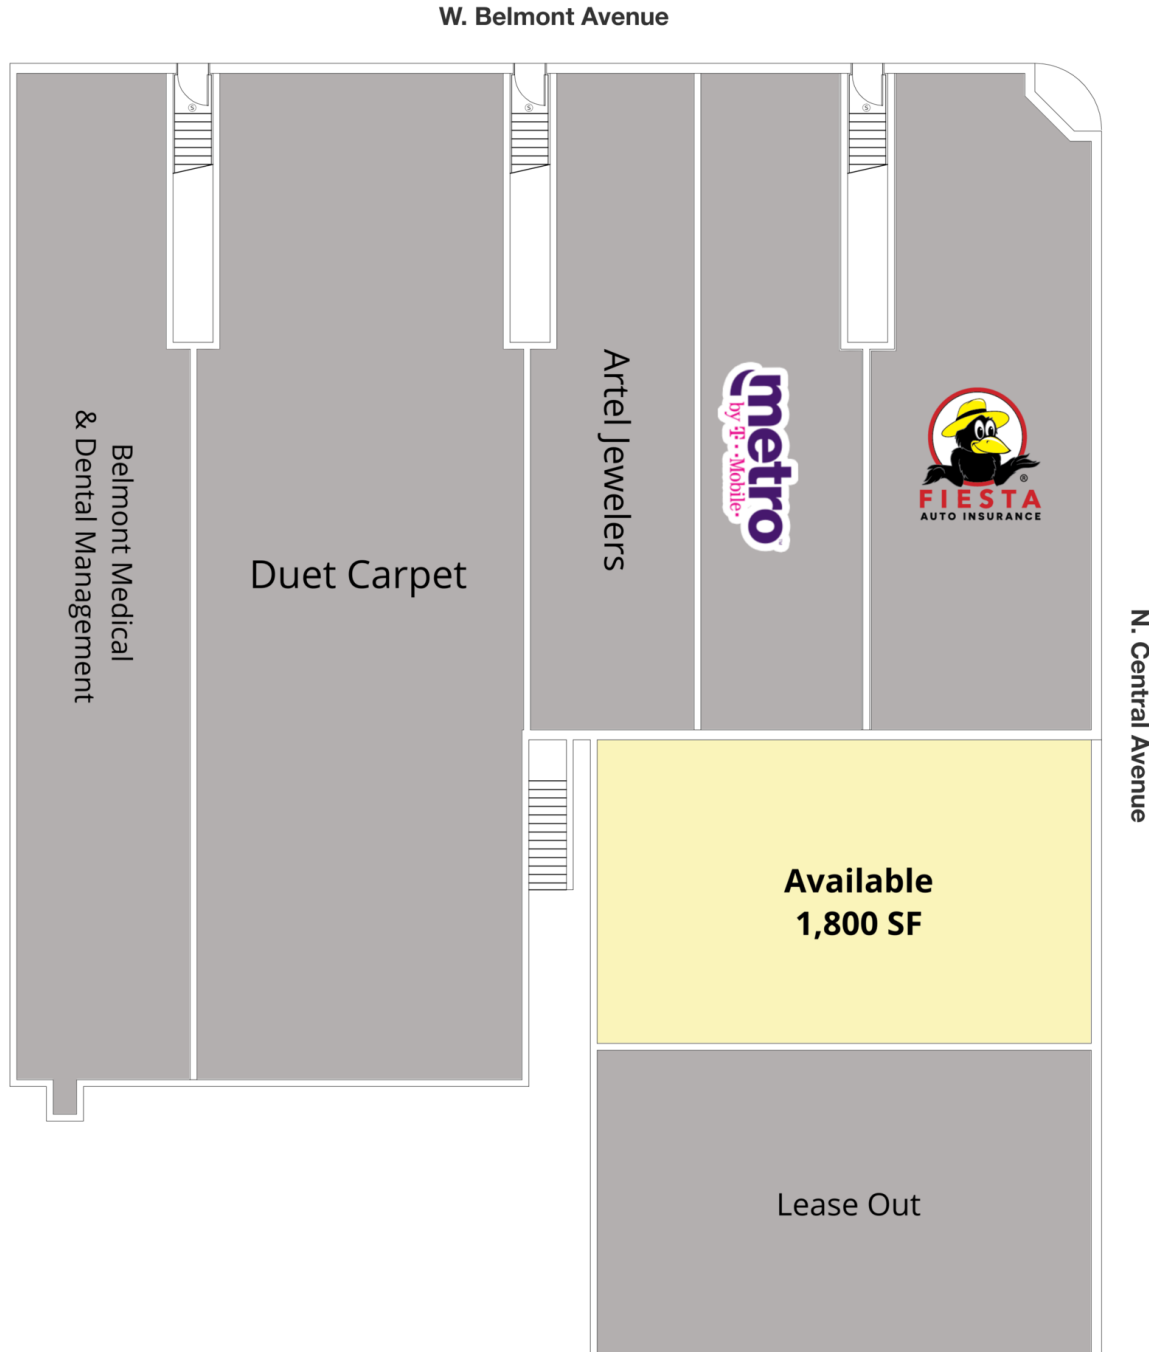 W. Belmont Avenue
S
S
S
Belmont Medical
& Dental Management
Duet Carpet
Artel Jewelers
metro™
by T··Mobile·
®
FIESTA
AUTO INSURANCE
N. Central Avenue
Available
1,800 SF
Lease Out